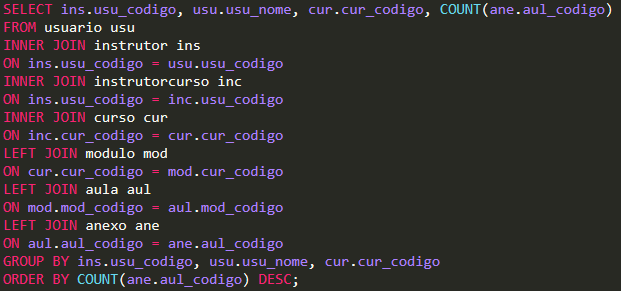 SELECT ins.usu_codigo, usu.usu_nome, cur.cur_codigo, COUNT(ane.aul_codigo)
FROM usuario usu
INNER JOIN instrutor ins
ON ins.usu_codigo = usu.usu_codigo
INNER JOIN instrutorcurso inc
ON ins.usu_codigo = inc.usu_codigo
INNER JOIN curso cur
ON inc.cur_codigo = cur.cur_codigo
LEFT JOIN modulo mod
ON cur.cur_codigo = mod.cur_codigo
LEFT JOIN aula aul
ON mod.mod_codigo = aul.mod_codigo
LEFT JOIN anexo ane
ON aul.aul_codigo = ane.aul_codigo
GROUP BY ins.usu_codigo, usu.usu_nome, cur.cur_codigo
ORDER BY COUNT(ane.aul_codigo) DESC;